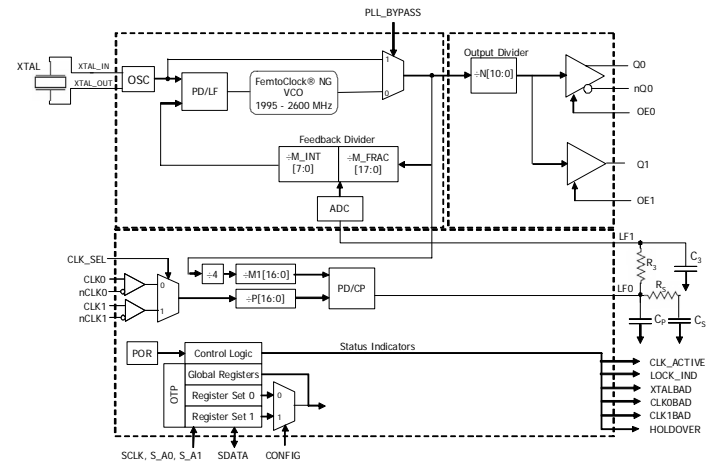 PLL_BYPASS
XTAL
XTAL_IN
XTAL_OUT
OSC
PD/LF
FemtoClock® NG
VCO
1995 - 2600 MHz
1
0
Output Divider
÷N[10:0]
Q0
nQ0
OE0
Q1
OE1
Feedback Divider
÷M_INT
[7:0]
÷M_FRAC
[17:0]
ADC
LF1
CLK_SEL
CLK0
nCLK0
CLK1
nCLK1
0
1
÷4
÷M1[16:0]
÷P[16:0]
PD/CP
LF0
R3
C3
RS
CP
CS
POR
Control Logic
Status Indicators
OTP
Global Registers
Register Set 0
Register Set 1
0
1
CLK_ACTIVE
LOCK_IND
XTALBAD
CLK0BAD
CLK1BAD
HOLDOVER
SCLK, S_A0, S_A1
SDATA
CONFIG